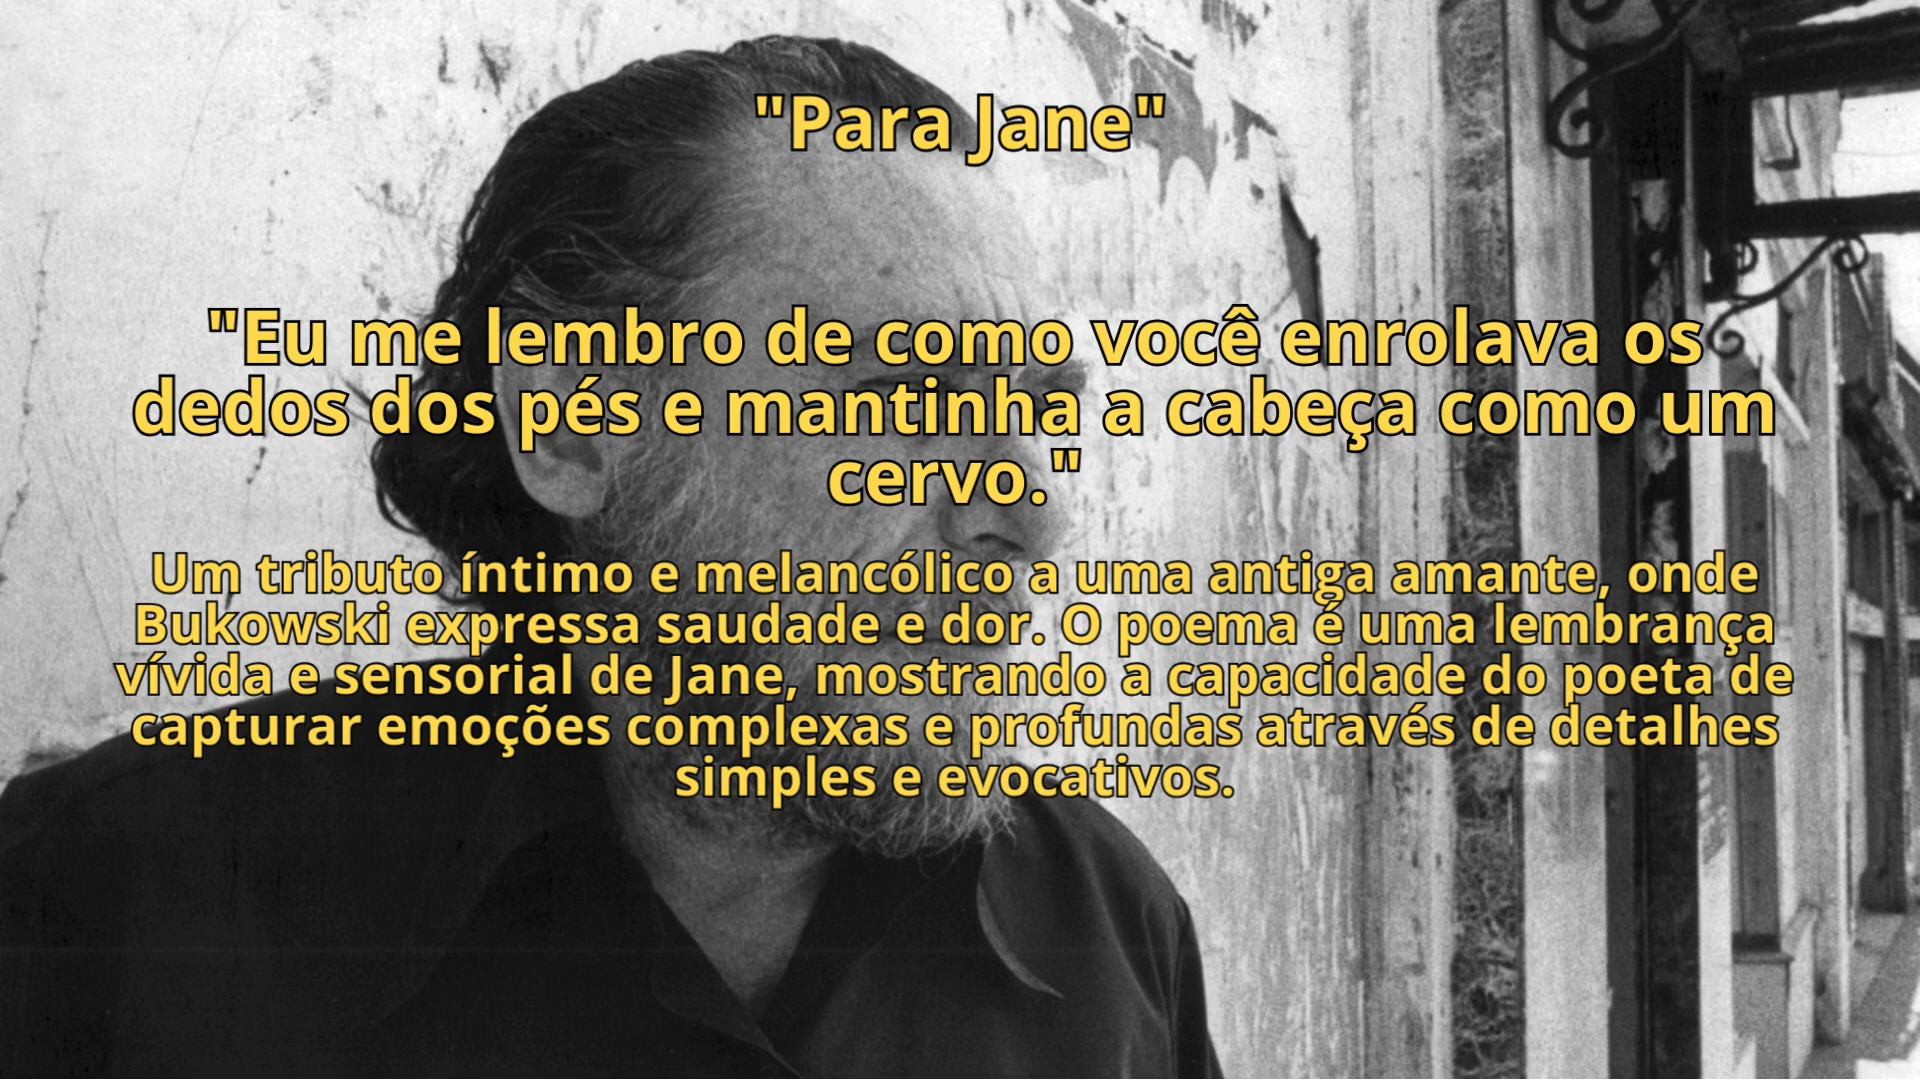 "Para Jane"
"Eu me lembro de como você enrolava os
dedos dos pés e mantinha a cabeça como um
cervo."
Um tributo íntimo e melancólico a uma antiga amante, onde
Bukowski expressa saudade e dor. O poema é uma lembrança
vívida e sensorial de Jane, mostrando a capacidade do poeta de
capturar emoções complexas e profundas através de detalhes
simples e evocativos.